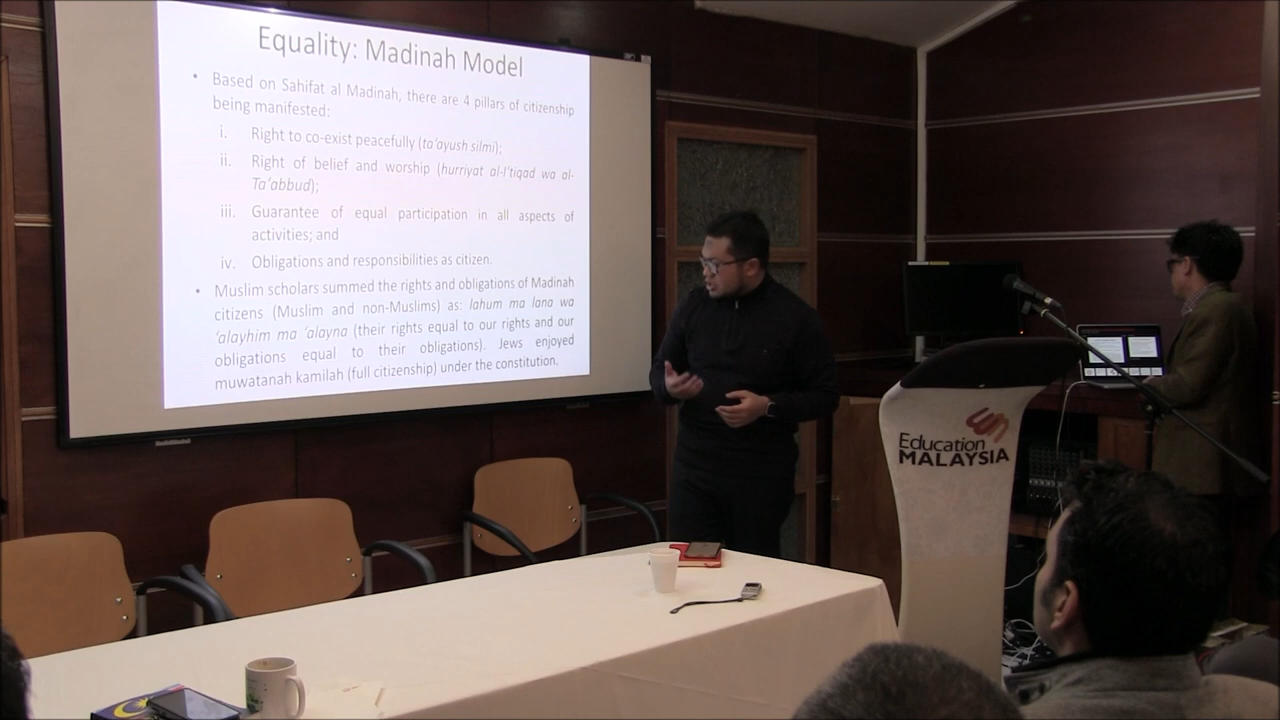 Equality: Madinah Model
• Based on Sahifat al Madinah, there are 4 pillars of citizenship
being manifested:
i. Right to co-exist peacefully (ta‘ayush silmi);
ii. Right of belief and worship (hurriyat al-I‘tiqad wa al-
Ta‘abbud);
iii. Guarantee of equal participation in all aspects of
activities; and
iv. Obligations and responsibilities as citizen.
• Muslim scholars summed the rights and obligations of Madinah
citizens (Muslim and non-Muslims) as: lahum ma lana wa
‘alayhim ma ‘alayna (their rights equal to our rights and our
obligations equal to their obligations). Jews enjoyed
muwatanah kamilah (full citizenship) under the constitution.
Education
MALAYSIA